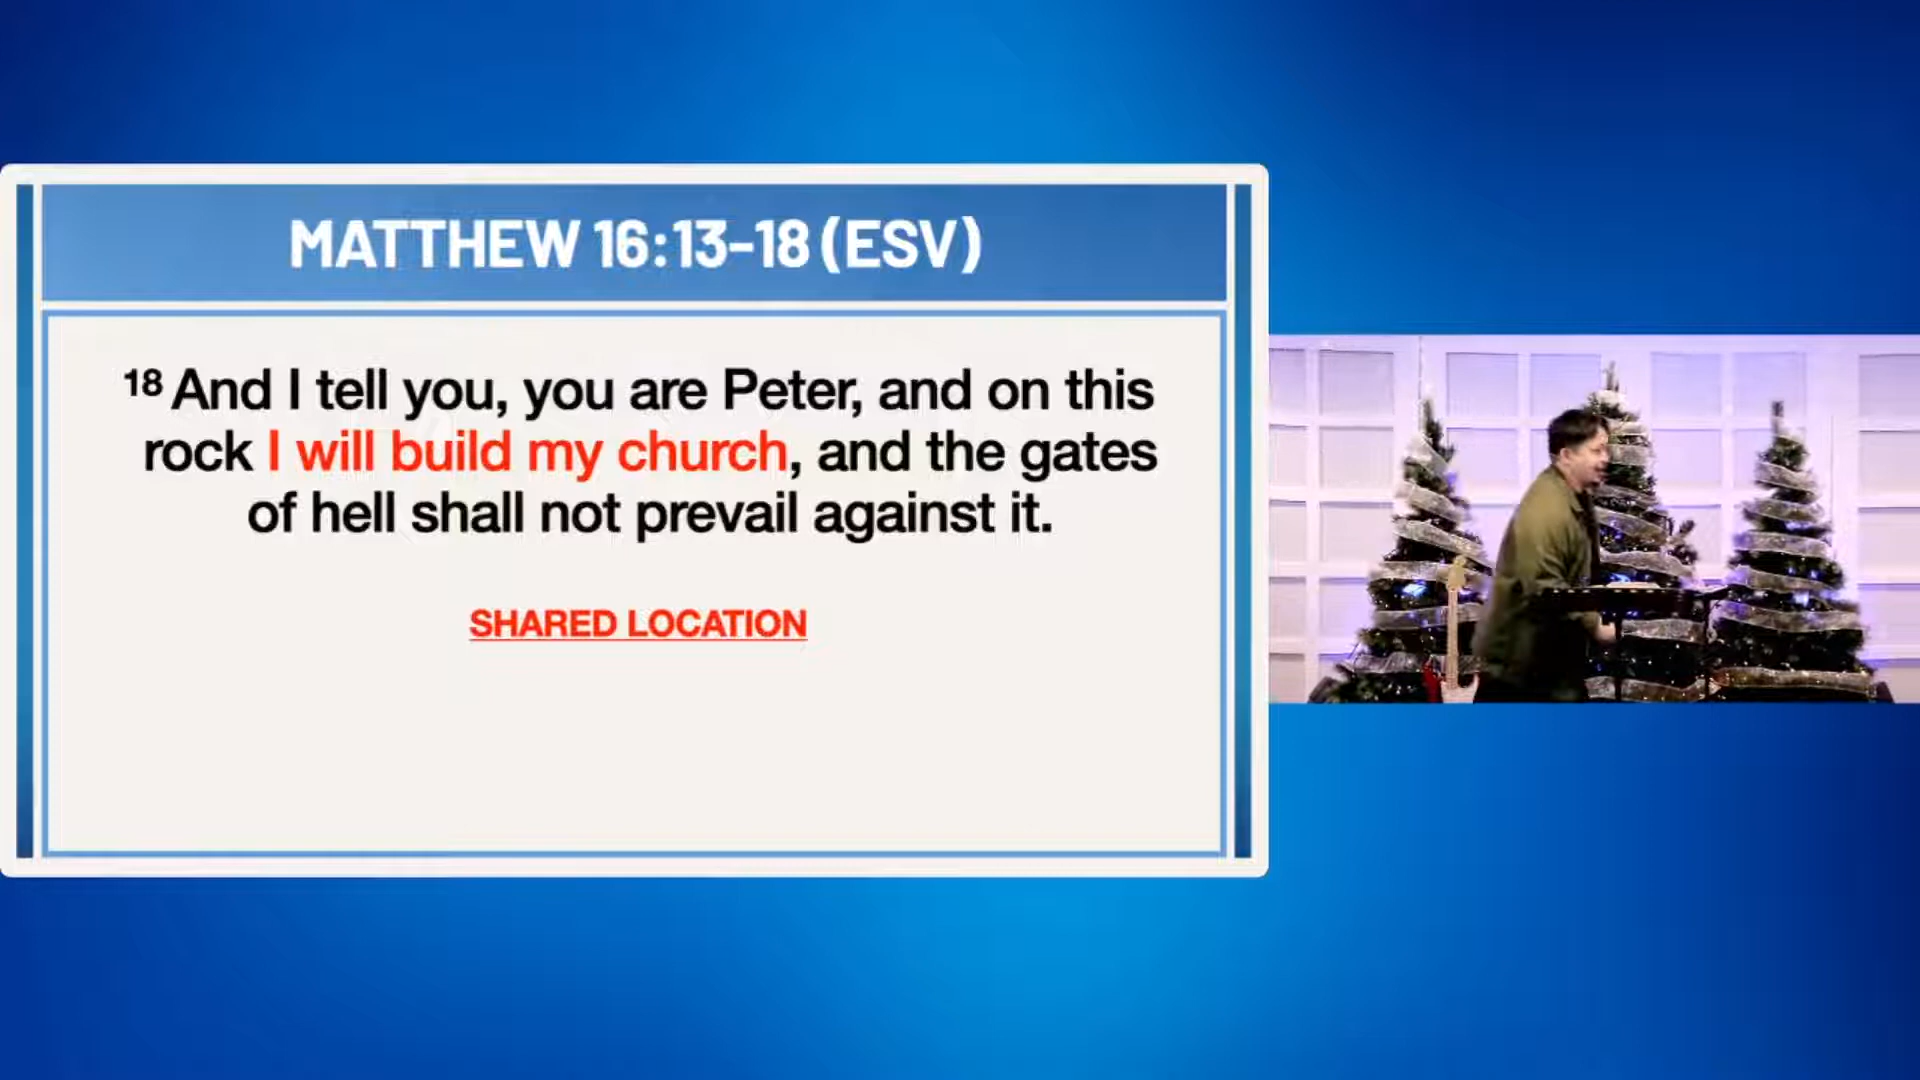 MATTHEW 16:13-18 (ESV)
18 And I tell you, you are Peter, and on this
rock I will build my church, and the gates
of hell shall not prevail against it.
SHARED LOCATION